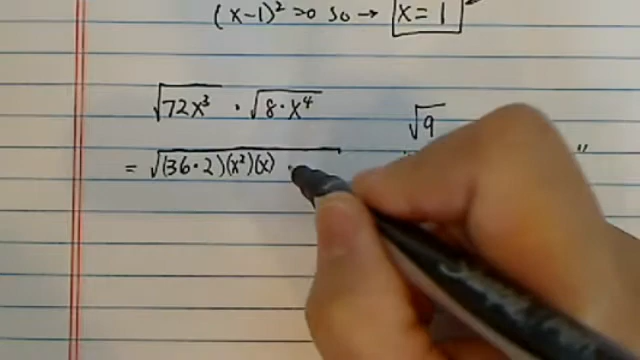 (x-1)² => 0 so → x = 1
√72x³ · √8·x⁴
√9
= √(36·2)(x²)(x) ·
"